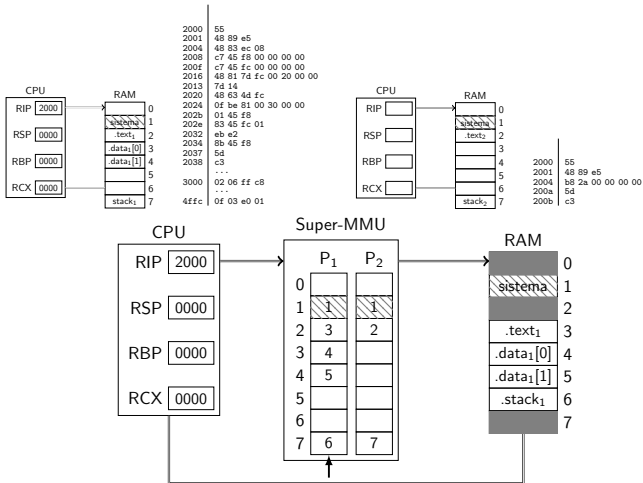 2000 55
2001 48 89 e5
2004 48 83 ec 08
2008 c7 45 f8 00 00 00 00
200f c7 45 fc 00 00 00 00
2016 48 81 7d fc 00 20 00 00
2013 7d 14
2020 48 63 4d fc
2024 0f be 81 00 30 00 00
202b 01 45 f8
202e 83 45 fc 01
2032 eb e2
2034 8b 45 f8
2037 5d
2038 c3
...
3000 02 06 ff c8
...
4ffc 0f 03 e0 01
CPU
RIP 2000
RSP 0000
RBP 0000
RCX 0000
RAM
0
sistema 1
.text1 2
.data1[0] 3
.data1[1] 4
5
6
stack1 7
CPU
RIP
RSP
RBP
RCX
RAM
0
sistema 1
.text2 2
3
4
5
6
stack2 7
2000 55
2001 48 89 e5
2004 b8 2a 00 00 00 00
200a 5d
200b c3
CPU
RIP 2000
RSP 0000
RBP 0000
RCX 0000
Super-MMU
P1 P2
0
1 1 1
2 3 2
3 4
4 5
5
6
7 6 7
RAM
0
sistema 1
2
.text1 3
.data1[0] 4
.data1[1] 5
.stack1 6
7